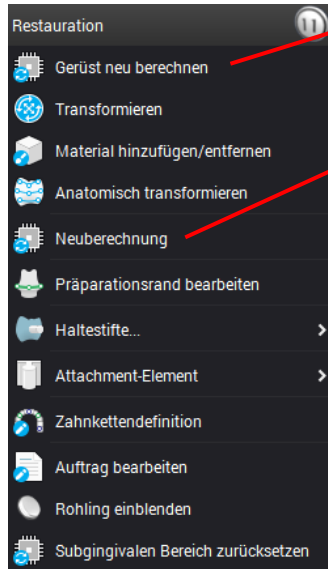 Restauration
11
Gerüst neu berechnen
Transformieren
Material hinzufügen/entfernen
Anatomisch transformieren
Neuberechnung
Präparationsrand bearbeiten
Haltestifte...
Attachment-Element
Zahnkettendefinition
Auftrag bearbeiten
Rohling einblenden
Subgingivalen Bereich zurücksetzen